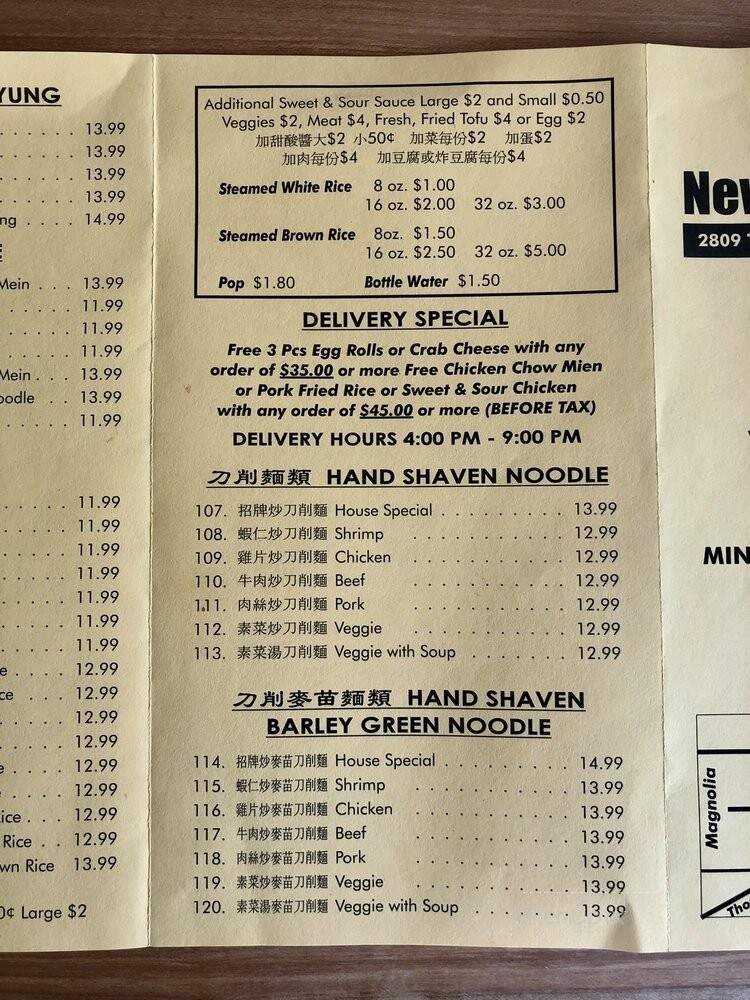 YUNG
. . . . . . 13.99
. . . . . . 13.99
. . . . . . 13.99
. . . . . . 13.99
ng . . . . 14.99
Mein . . . 13.99
. . . . . . 11.99
. . . . . . 11.99
. . . . . . 11.99
Mein . . . 13.99
oodle . . 13.99
. . . . . . 11.99
. . . . . 11.99
. . . . . 11.99
. . . . . 11.99
. . . . . 11.99
. . . . . 11.99
. . . . . 11.99
. . . . . 11.99
e . . . . 12.99
ce . . . 12.99
. . . . . 12.99
. . . . . 12.99
e . . . . 12.99
. . . . . 12.99
ice . . . 12.99
Rice . . 12.99
wn Rice 13.99
0¢ Large $2
Additional Sweet & Sour Sauce Large $2 and Small $0.50
Veggies $2, Meat $4, Fresh, Fried Tofu $4 or Egg $2
加甜酸醬大$2 小50¢ 加菜每份$2 加蛋$2
加肉每份$4 加豆腐或炸豆腐每份$4
Steamed White Rice 8 oz. $1.00
16 oz. $2.00 32 oz. $3.00
Steamed Brown Rice 8oz. $1.50
16 oz. $2.50 32 oz. $5.00
Pop $1.80 Bottle Water $1.50
DELIVERY SPECIAL
Free 3 Pcs Egg Rolls or Crab Cheese with any
order of $35.00 or more Free Chicken Chow Mien
or Pork Fried Rice or Sweet & Sour Chicken
with any order of $45.00 or more (BEFORE TAX)
DELIVERY HOURS 4:00 PM - 9:00 PM
刀削麵類 HAND SHAVEN NOODLE
107. 招牌炒刀削麵 House Special . . . . . . . . . 13.99
108. 蝦仁炒刀削麵 Shrimp . . . . . . . . . . . 12.99
109. 雞片炒刀削麵 Chicken . . . . . . . . . . . 12.99
110. 牛肉炒刀削麵 Beef . . . . . . . . . . . 12.99
111. 肉絲炒刀削麵 Pork . . . . . . . . . . . 12.99
112. 素菜炒刀削麵 Veggie . . . . . . . . . . . 12.99
113. 素菜湯刀削麵 Veggie with Soup . . . . . . . 12.99
刀削麥苗麵類 HAND SHAVEN
BARLEY GREEN NOODLE
114. 招牌炒麥苗刀削麵 House Special . . . . . . . . . 14.99
115. 蝦仁炒麥苗刀削麵 Shrimp . . . . . . . . . . . 13.99
116. 雞片炒麥苗刀削麵 Chicken . . . . . . . . . . . 13.99
117. 牛肉炒麥苗刀削麵 Beef . . . . . . . . . . . 13.99
118. 肉絲炒麥苗刀削麵 Pork . . . . . . . . . . . 13.99
119. 素菜炒麥苗刀削麵 Veggie . . . . . . . . . . . 13.99
120. 素菜湯麥苗刀削麵 Veggie with Soup . . . . . . . 13.99
New
2809
MIN
Magnolia
Tho